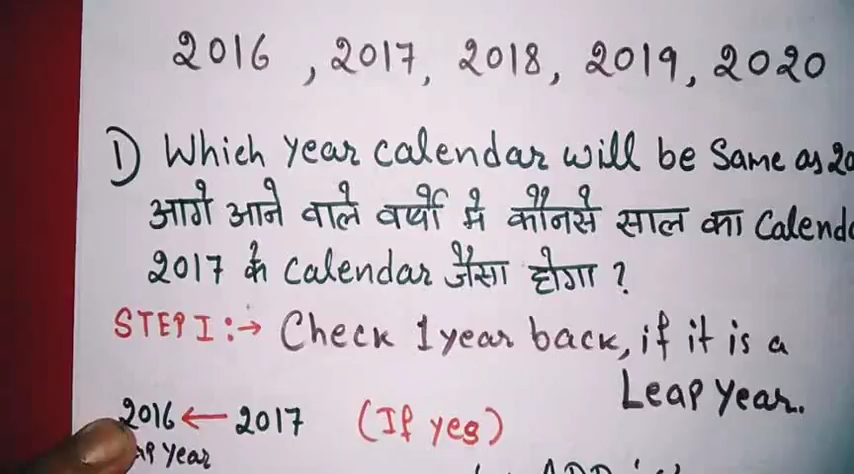 2016 , 2017, 2018, 2019, 2020
1) Which year calendar will be same as
आगे आने वाले वर्षों मे कौनसे साल का
2017 के calendar जैसा होगा ?
STEP I :→ Check 1 year back, if it is a
Leap year.
2016 ← 2017 (If yes)
year